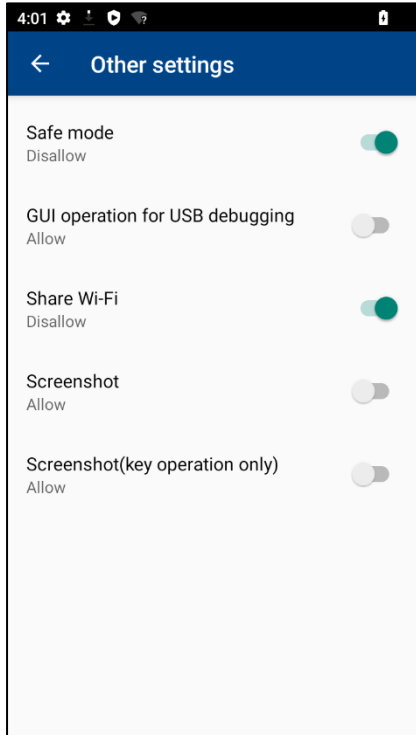 4:01
Other settings
Safe mode
Disallow
GUI operation for USB debugging
Allow
Share Wi-Fi
Disallow
Screenshot
Allow
Screenshot(key operation only)
Allow